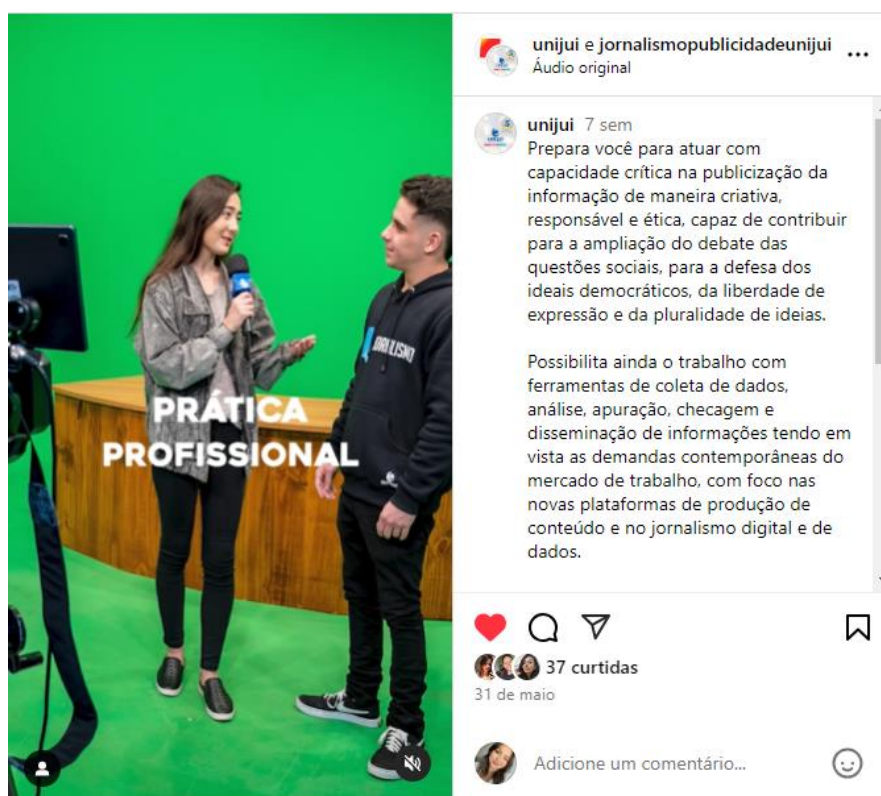 unijui e jornalismopublicidadeunijui
Áudio original
unijui 7 sem
Prepara você para atuar com
capacidade crítica na publicização da
informação de maneira criativa,
responsável e ética, capaz de contribuir
para a ampliação do debate das
questões sociais, para a defesa dos
ideais democráticos, da liberdade de
expressão e da pluralidade de ideias.
Possibilita ainda o trabalho com
ferramentas de coleta de dados,
análise, apuração, checagem e
disseminação de informações tendo em
vista as demandas contemporâneas do
mercado de trabalho, com foco nas
novas plataformas de produção de
conteúdo e no jornalismo digital e de
dados.
37 curtidas
31 de maio
Adicione um comentário...
JORNALISMO
PRÁTICA
PROFISSIONAL